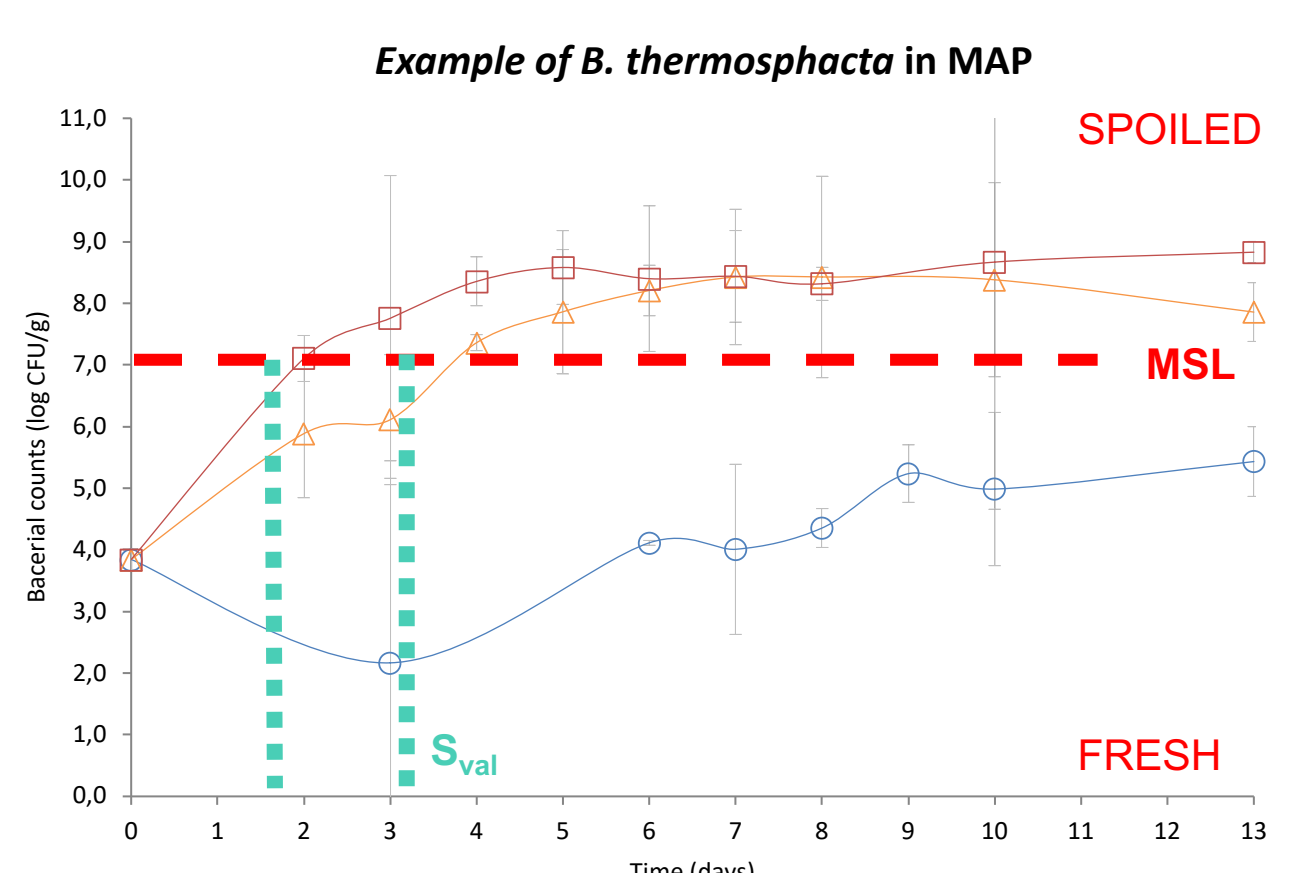 Example of B. thermosphacta in MAP
SPOILED
11,0
10,0
9,0
8,0
7,0
6,0
5,0
4,0
3,0
2,0
1,0
0,0
Bacerial counts (log CFU/g)
MSL
Sval
FRESH
0 1 2 3 4 5 6 7 8 9 10 11 12 13
Time (days)